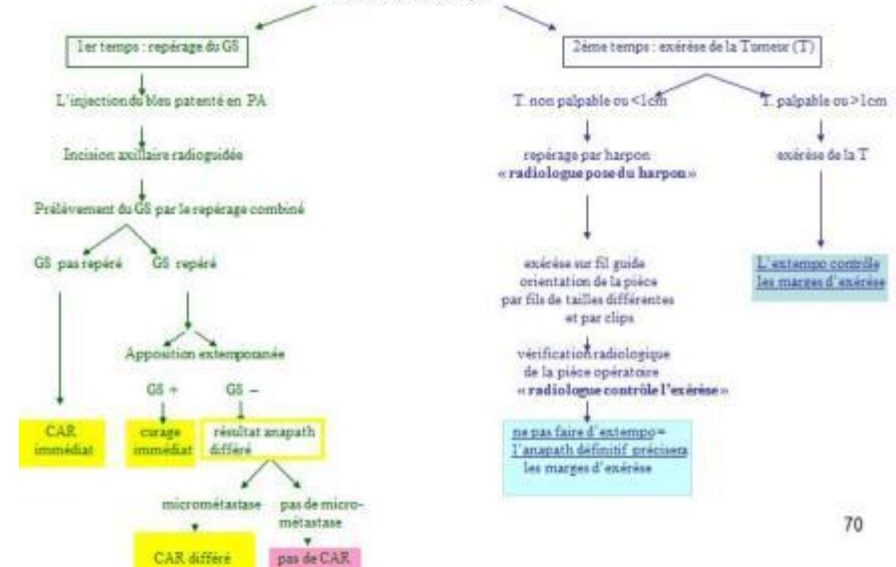 1er temps : repérage du GS
L'injection du bleu patenté en PA
Incision axillaire radioguidée
Prélèvement du GS par le repérage combiné
GS pas repéré
GS repéré
Apposition extemporanée
GS +
GS –
CAR
immédiat
curage
immédiat
résultat anapath
différé
micrométastase
pas de micro-
métastase
CAR différé
pas de CAR
2ème temps : exérèse de la Tumeur (T)
T. non palpable ou <1cm
repérage par harpon
« radiologue pose du harpon »
exérèse sur fil guide
orientation de la pièce
par fils de tailles différentes
et par clips
vérification radiologique
de la pièce opératoire
« radiologue contrôle l'exérèse »
ne pas faire d'extempo =
l'anapath définitif précisera
les marges d'exérèse
T. palpable ou >1cm
exérèse de la T
L'extempo contrôle
les marges d'exérèse
70